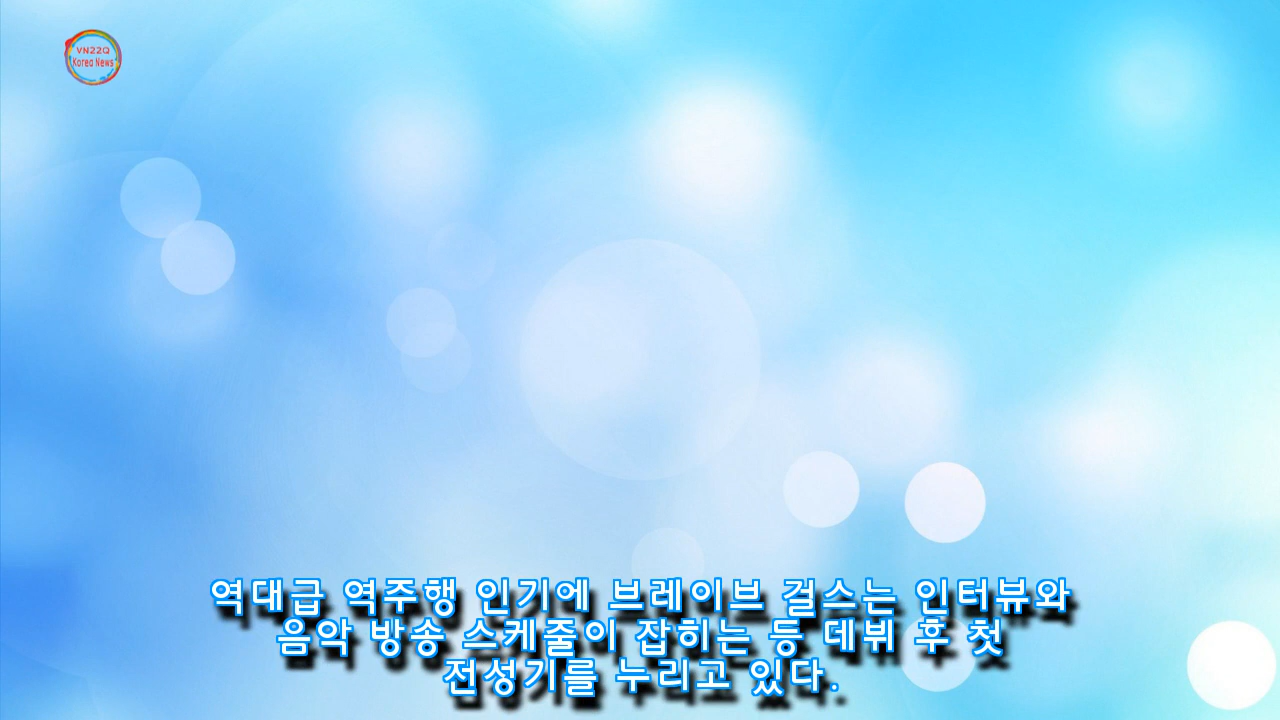 VN22Q
Korea News
역대급 역주행 인기에 브레이브 걸스는 인터뷰와
음악 방송 스케줄이 잡히는 등 데뷔 후 첫
전성기를 누리고 있다.